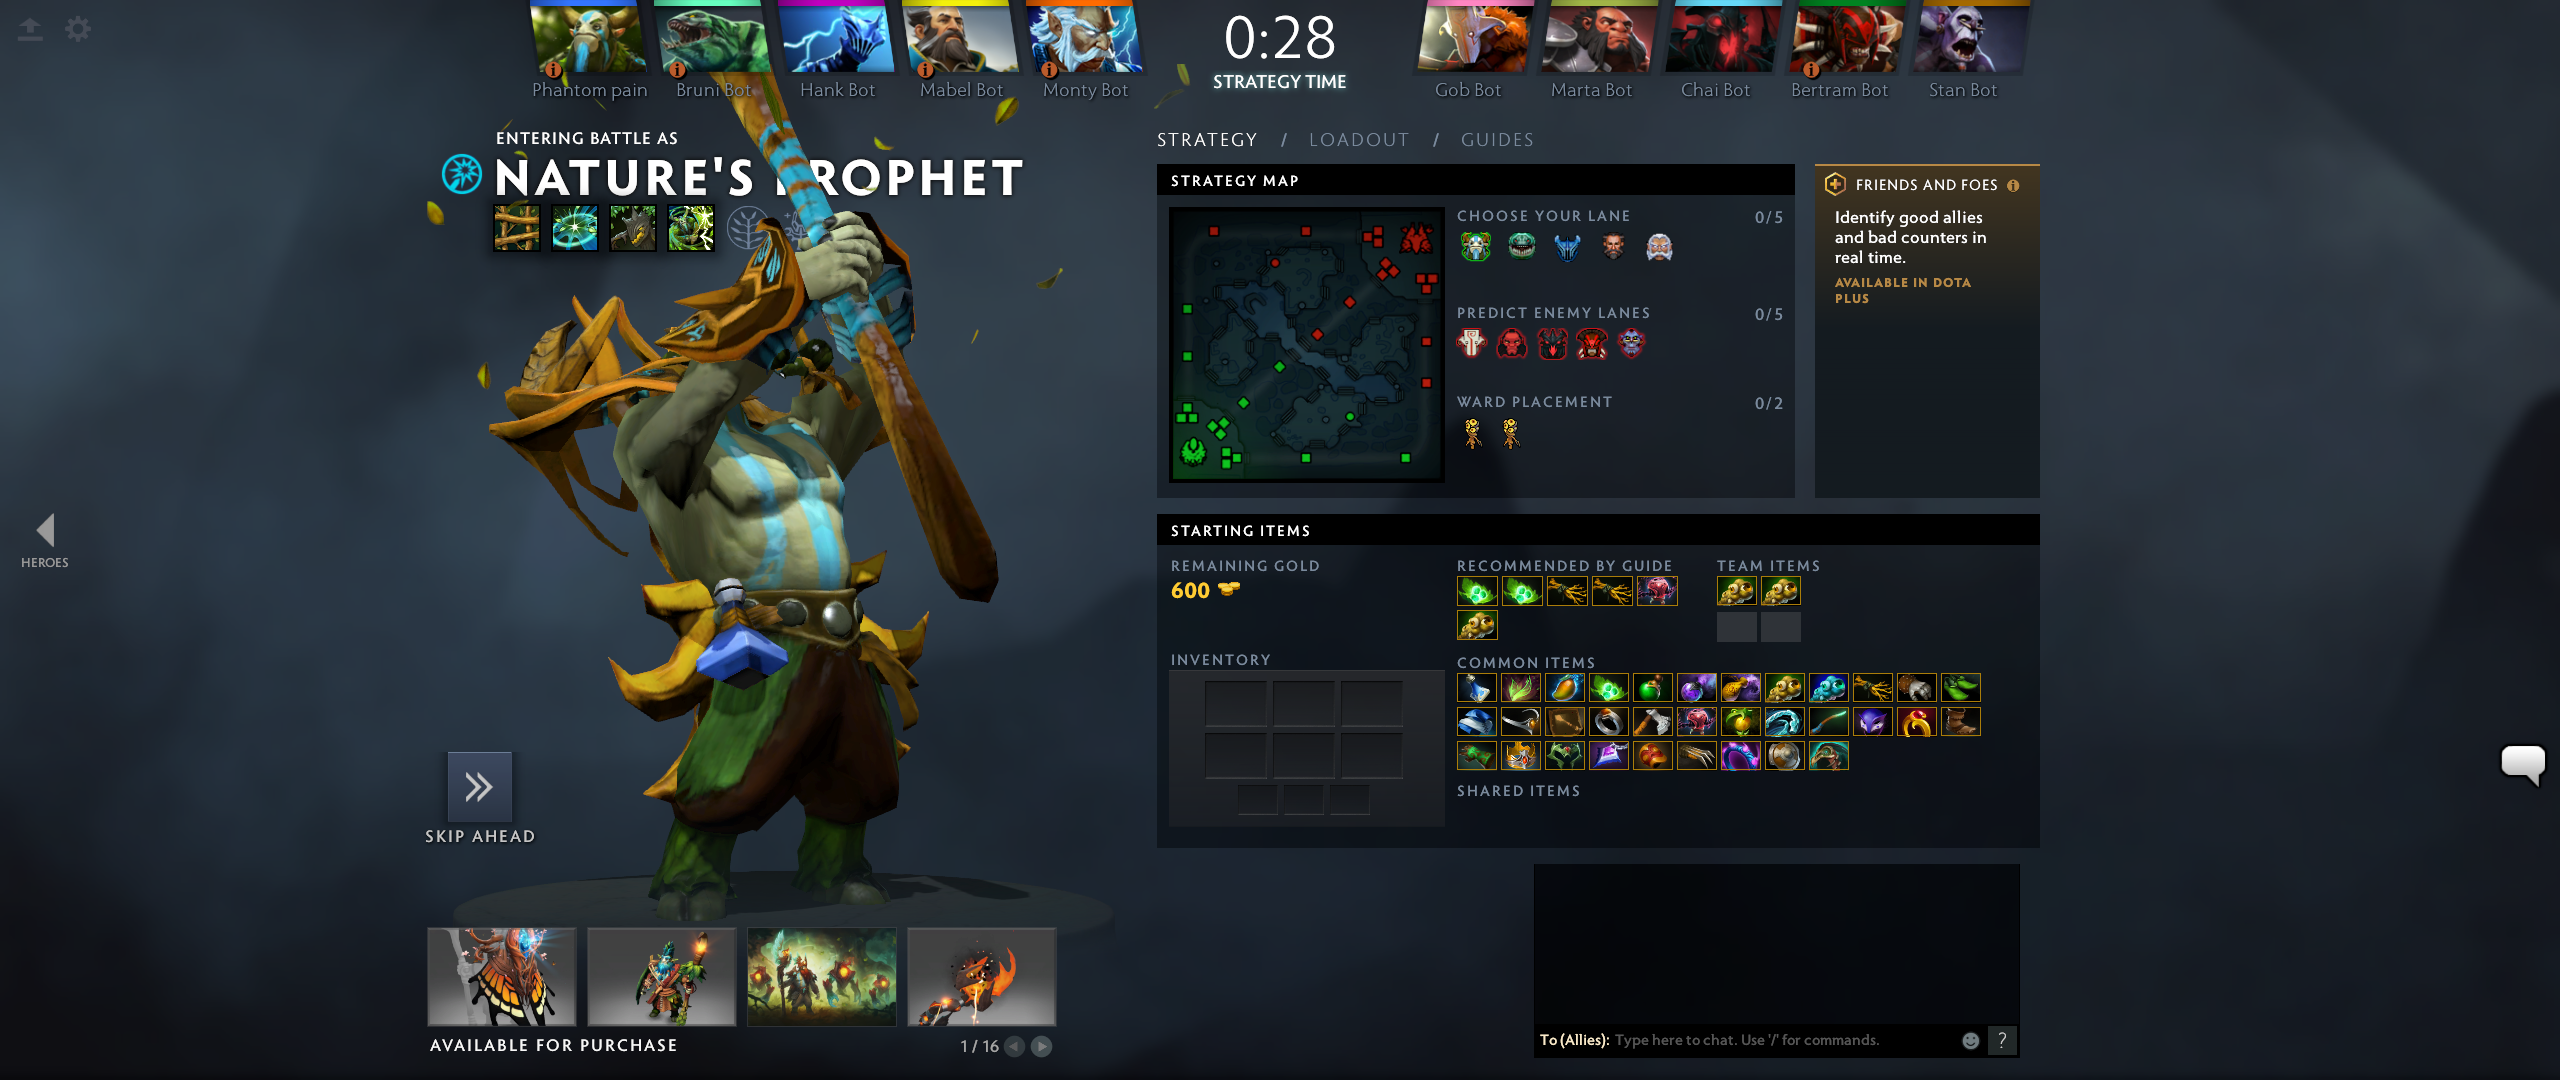 0:28
STRATEGY TIME
Phantom pain
Bruni Bot
Hank Bot
Mabel Bot
Monty Bot
Gob Bot
Marta Bot
Chai Bot
Bertram Bot
Stan Bot
ENTERING BATTLE AS
NATURE'S PROPHET
STRATEGY / LOADOUT / GUIDES
STRATEGY MAP
CHOOSE YOUR LANE 0/5
PREDICT ENEMY LANES 0/5
WARD PLACEMENT 0/2
FRIENDS AND FOES
Identify good allies
and bad counters in
real time.
AVAILABLE IN DOTA
PLUS
HEROES
STARTING ITEMS
REMAINING GOLD
600
RECOMMENDED BY GUIDE
TEAM ITEMS
INVENTORY
COMMON ITEMS
SHARED ITEMS
SKIP AHEAD
AVAILABLE FOR PURCHASE
1 / 16
To (Allies): Type here to chat. Use '/' for commands.
?